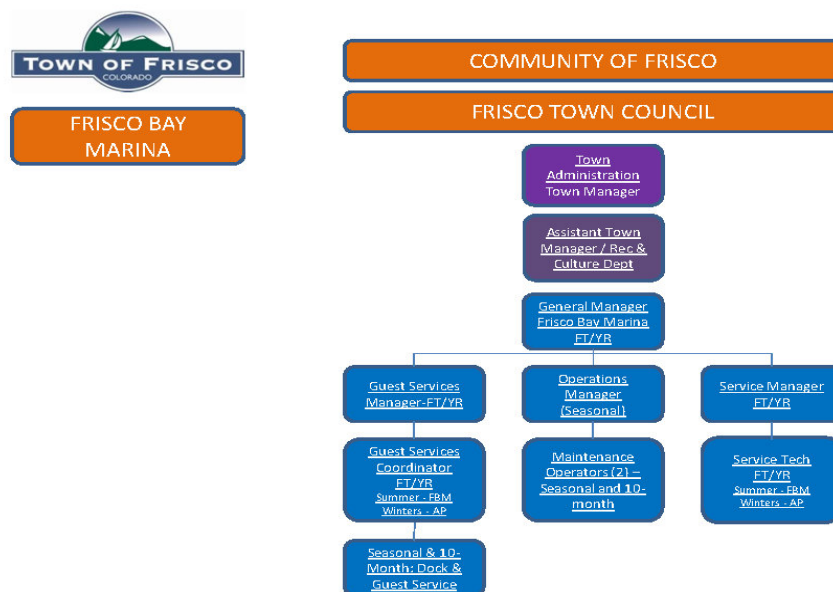 TOWN OF FRISCO
COLORADO
FRISCO BAY
MARINA
COMMUNITY OF FRISCO
FRISCO TOWN COUNCIL
Town
Administration
Town Manager
Assistant Town
Manager / Rec &
Culture Dept
General Manager
Frisco Bay Marina
FT/YR
Guest Services
Manager-FT/YR
Operations
Manager
(Seasonal)
Service Manager
FT/YR
Guest Services
Coordinator
FT/YR
Summer - FBM
Winters - AP
Maintenance
Operators (2) –
Seasonal and 10-
month
Service Tech
FT/YR
Summer - FBM
Winters - AP
Seasonal & 10-
Month: Dock &
Guest Service